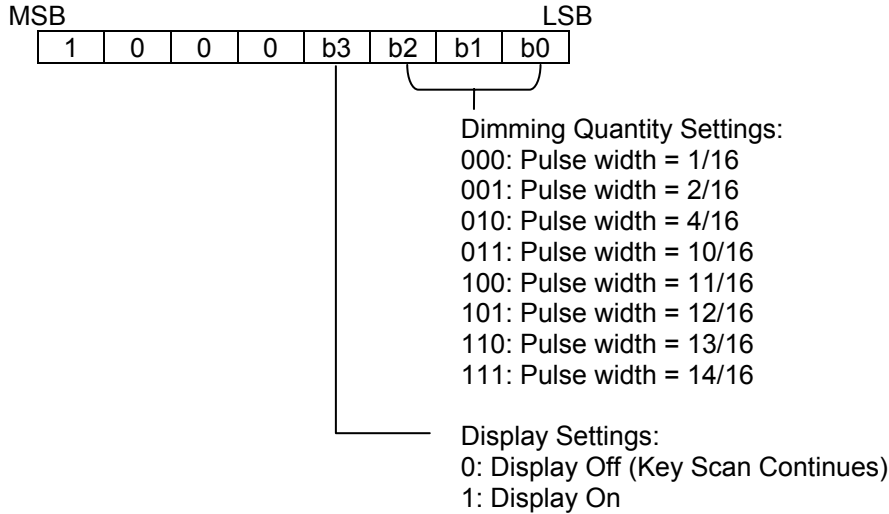 MSB LSB
1 0 0 0 b3 b2 b1 b0
Dimming Quantity Settings:
000: Pulse width = 1/16
001: Pulse width = 2/16
010: Pulse width = 4/16
011: Pulse width = 10/16
100: Pulse width = 11/16
101: Pulse width = 12/16
110: Pulse width = 13/16
111: Pulse width = 14/16
Display Settings:
0: Display Off (Key Scan Continues)
1: Display On